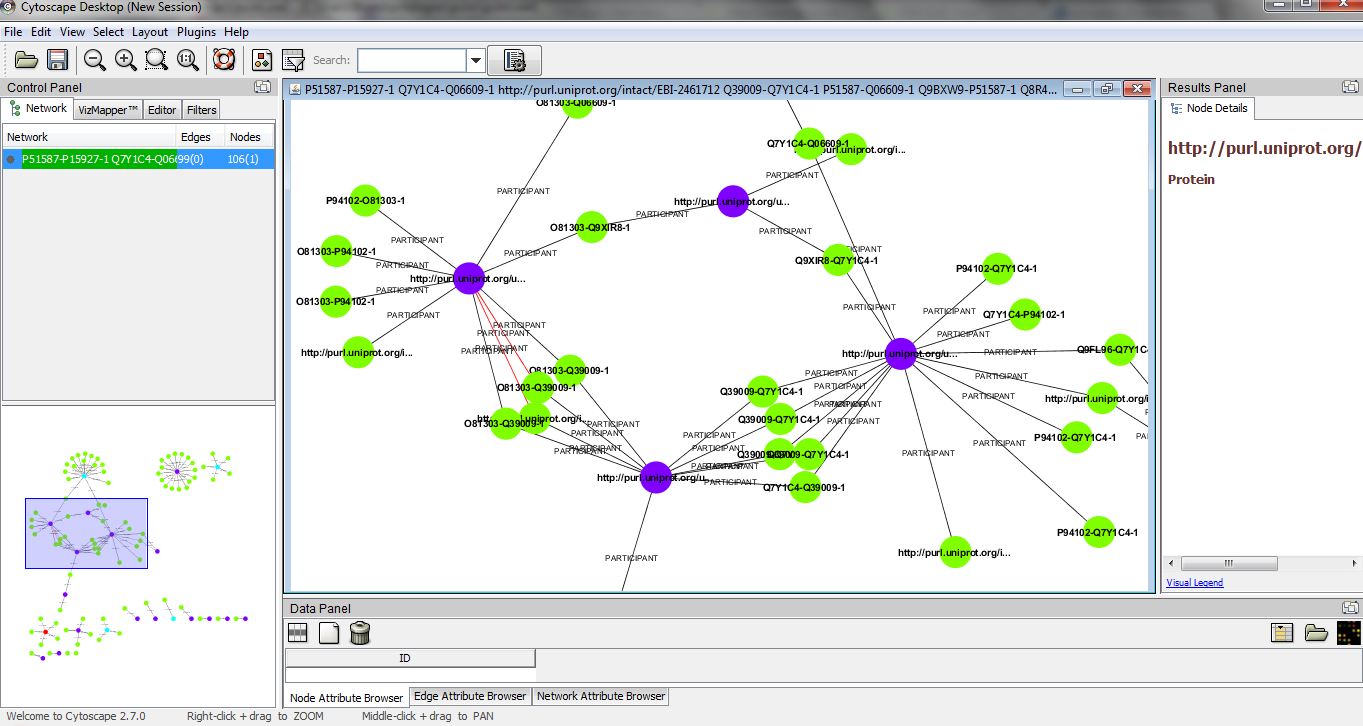 Cytoscape Desktop (New Session)
File Edit View Select Layout Plugins Help
Search:
Control Panel
Network VizMapper™ Editor Filters
Network Edges Nodes
P51587-P15927-1 Q7Y1C4-Q06 99(0) 106(1)
P51587-P15927-1 Q7Y1C4-Q06609-1 http://purl.uniprot.org/intact/EBI-2461712 Q39009-Q7Y1C4-1 P51587-Q06609-1 Q9BXW9-P51587-1 Q8R4...
O81303-Q06609-1
Q7Y1C4-Q06609-1
purl.uniprot.org/i...
PARTICIPANT
PARTICIPANT
P94102-O81303-1
http://purl.uniprot.org/u...
PARTICIPANT
O81303-Q9XIR8-1
PARTICIPANT
PARTICIPANT
PARTICIPANT
O81303-P94102-1
PARTICIPANT
Q9XIR8-Q7Y1C4-1
PARTICIPANT
P94102-Q7Y1C4-1
http://purl.uniprot.org/u...
PARTICIPANT
O81303-P94102-1
PARTICIPANT
PARTICIPANT
Q7Y1C4-P94102-1
PARTICIPANT
PARTICIPANT
PARTICIPANT
PARTICIPANT
http://purl.uniprot.org/i...
http://purl.uniprot.org/u...
PARTICIPANT
Q9FL96-Q7Y1C
O81303-Q39009-1
PARTICIPANT
PARTICIPANT
O81303-Q39009-1
Q39009-Q7Y1C4-1
PARTICIPANT
PARTICIPANT
http://purl.uniprot.org/i
O81303-Q39009-1
PARTICIPANT
Q39009-Q7Y1C4-1
PARTICIPANT
PARTICIPANT
PARTICIPANT
P94102-Q7Y1C4-1
PARTICIPANT
PARTICIPANT
Q39009-Q7Y1C4-1
PARTICIPANT
PARTICIPANT
http://purl.uniprot.org/u
PARTICIPANT
Q7Y1C4-Q39009-1
P94102-Q7Y1C4-1
http://purl.uniprot.org/i...
PARTICIPANT
Results Panel
Node Details
http://purl.uniprot.org/
Protein
Visual Legend
Data Panel
ID
Node Attribute Browser Edge Attribute Browser Network Attribute Browser
Welcome to Cytoscape 2.7.0 Right-click + drag to ZOOM Middle-click + drag to PAN